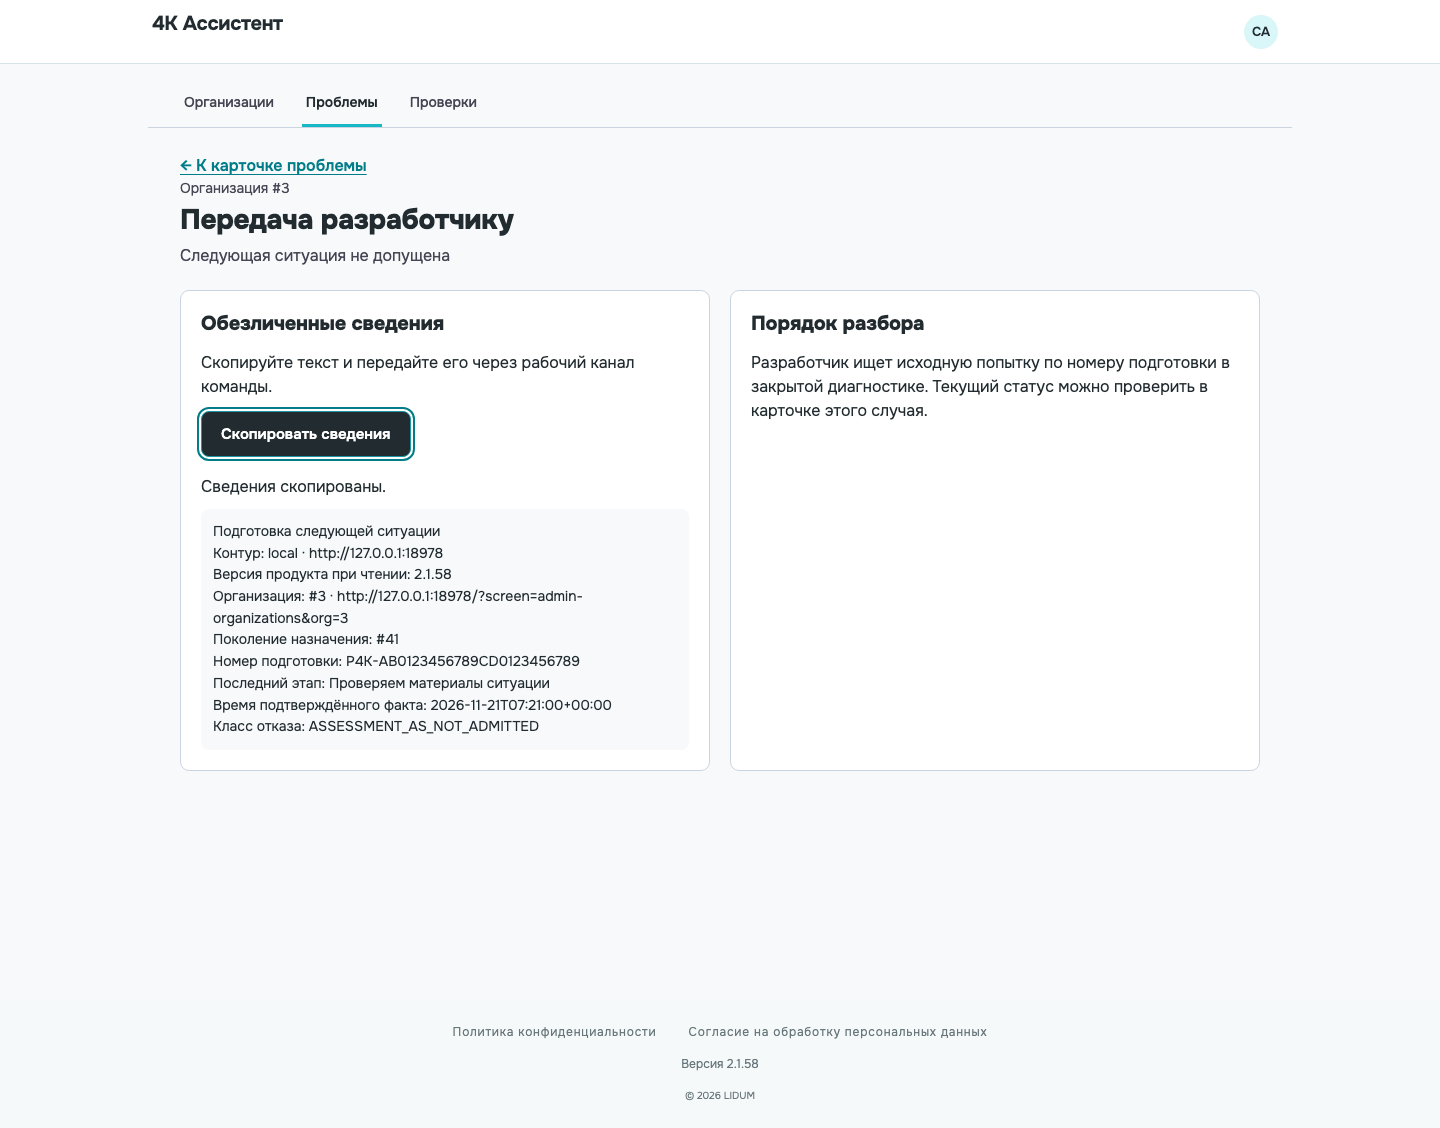 4K Ассистент
СА
Организации
Проблемы
Проверки
← К карточке проблемы
Организация #3
Передача разработчику
Следующая ситуация не допущена
Обезличенные сведения
Скопируйте текст и передайте его через рабочий канал
команды.
Скопировать сведения
Сведения скопированы.
Подготовка следующей ситуации
Контур: local · http://127.0.0.1:18978
Версия продукта при чтении: 2.1.58
Организация: #3 · http://127.0.0.1:18978/?screen=admin-
organizations&org=3
Поколение назначения: #41
Номер подготовки: P4K-AB0123456789CD0123456789
Последний этап: Проверяем материалы ситуации
Время подтверждённого факта: 2026-11-21T07:21:00+00:00
Класс отказа: ASSESSMENT_AS_NOT_ADMITTED
Порядок разбора
Разработчик ищет исходную попытку по номеру подготовки в
закрытой диагностике. Текущий статус можно проверить в
карточке этого случая.
Политика конфиденциальности
Согласие на обработку персональных данных
Версия 2.1.58
© 2026 LIDUM